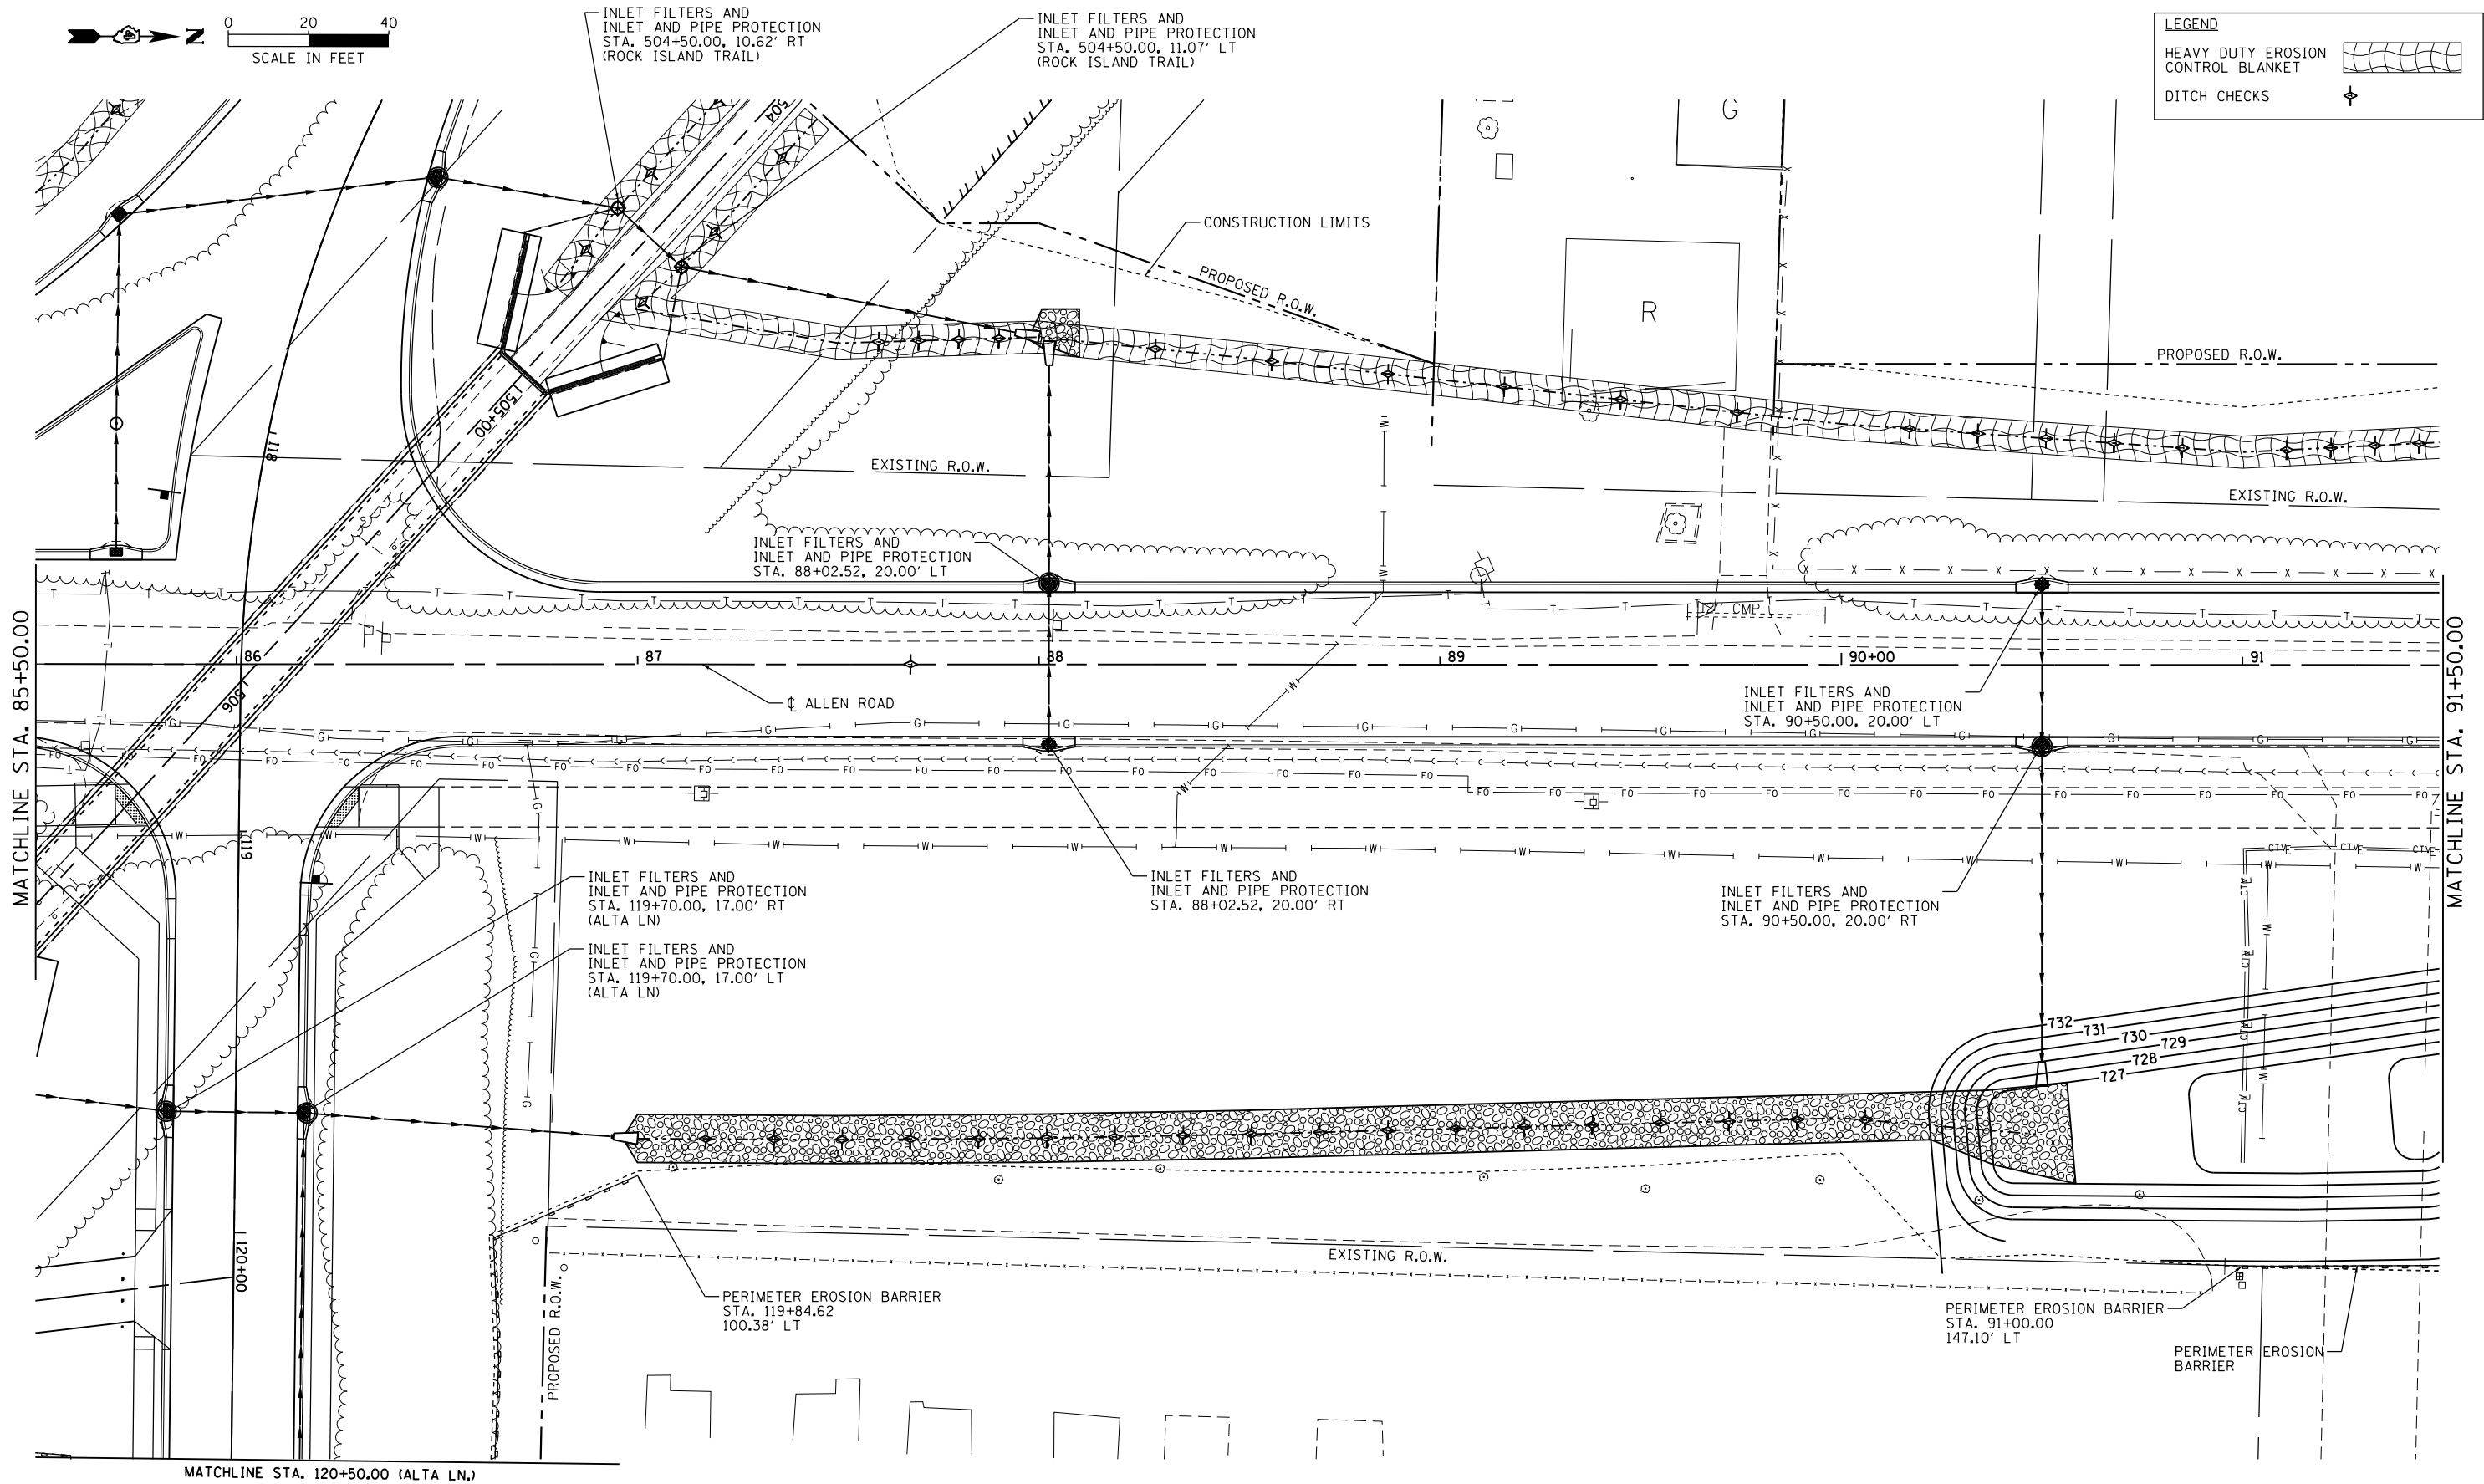 N
0 20 40
SCALE IN FEET
INLET FILTERS AND
INLET AND PIPE PROTECTION
STA. 504+50.00, 10.62' RT
(ROCK ISLAND TRAIL)
INLET FILTERS AND
INLET AND PIPE PROTECTION
STA. 504+50.00, 11.07' LT
(ROCK ISLAND TRAIL)
LEGEND
HEAVY DUTY EROSION
CONTROL BLANKET
DITCH CHECKS
504
G
CONSTRUCTION LIMITS
PROPOSED R.O.W.
R
PROPOSED R.O.W.
505+00
118
EXISTING R.O.W.
EXISTING R.O.W.
INLET FILTERS AND
INLET AND PIPE PROTECTION
STA. 88+02.52, 20.00' LT
12" CMP
MATCHLINE STA. 85+50.00
86
87
88
89
90+00
91
MATCHLINE STA. 91+50.00
506
℄ ALLEN ROAD
INLET FILTERS AND
INLET AND PIPE PROTECTION
STA. 90+50.00, 20.00' LT
119
INLET FILTERS AND
INLET AND PIPE PROTECTION
STA. 119+70.00, 17.00' RT
(ALTA LN)
INLET FILTERS AND
INLET AND PIPE PROTECTION
STA. 88+02.52, 20.00' RT
INLET FILTERS AND
INLET AND PIPE PROTECTION
STA. 90+50.00, 20.00' RT
INLET FILTERS AND
INLET AND PIPE PROTECTION
STA. 119+70.00, 17.00' LT
(ALTA LN)
732
731
730
729
728
727
120+00
EXISTING R.O.W.
PROPOSED R.O.W.
PERIMETER EROSION BARRIER
STA. 119+84.62
100.38' LT
PERIMETER EROSION BARRIER
STA. 91+00.00
147.10' LT
PERIMETER EROSION
BARRIER
MATCHLINE STA. 120+50.00 (ALTA LN.)